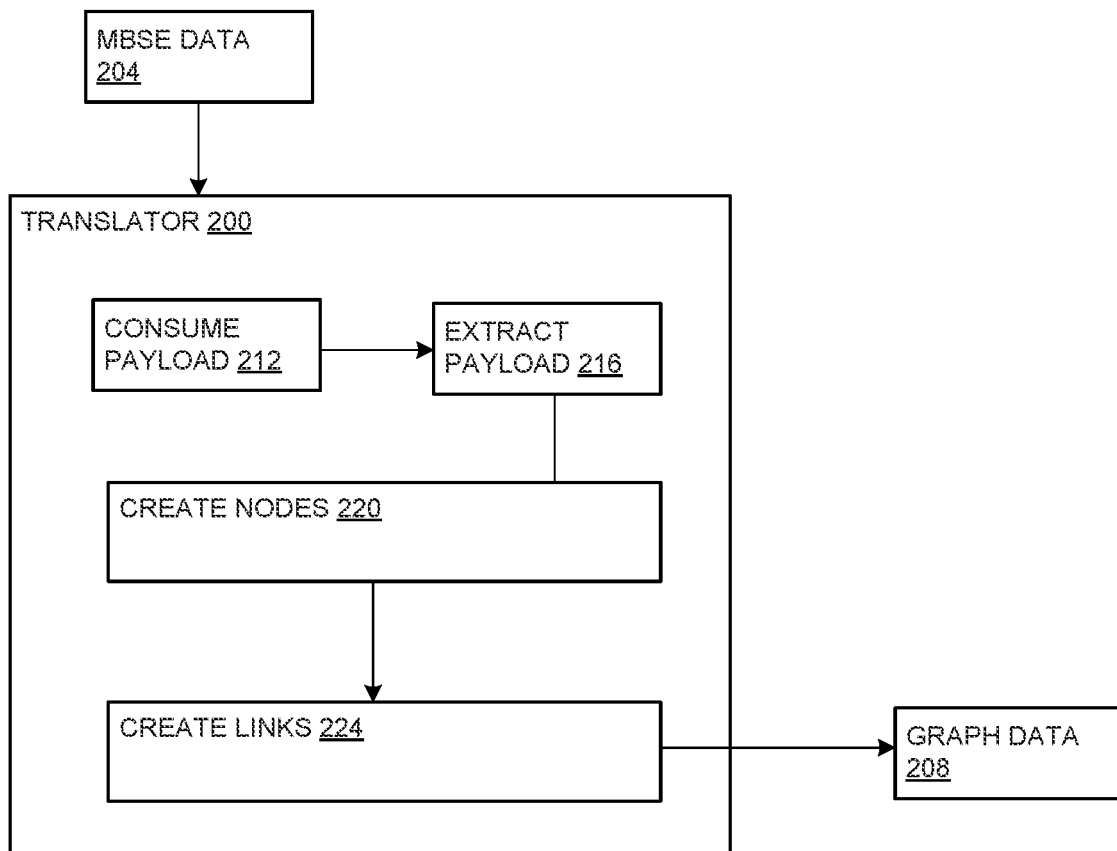 MBSE DATA
204
TRANSLATOR 200
CONSUME
PAYLOAD 212
EXTRACT
PAYLOAD 216
CREATE NODES 220
CREATE LINKS 224
GRAPH DATA
208